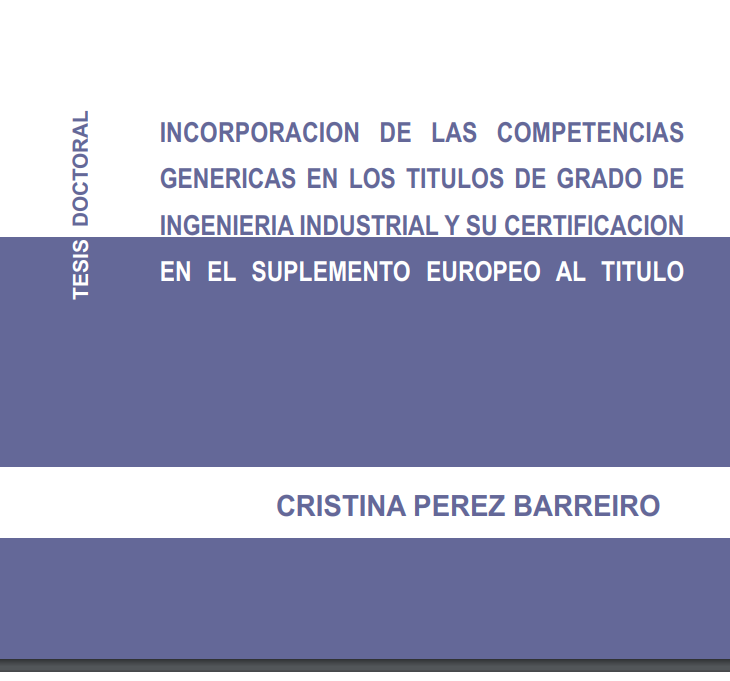 TESIS DOCTORAL
INCORPORACION DE LAS COMPETENCIAS
GENERICAS EN LOS TITULOS DE GRADO DE
INGENIERIA INDUSTRIAL Y SU CERTIFICACION
EN EL SUPLEMENTO EUROPEO AL TITULO
CRISTINA PEREZ BARREIRO